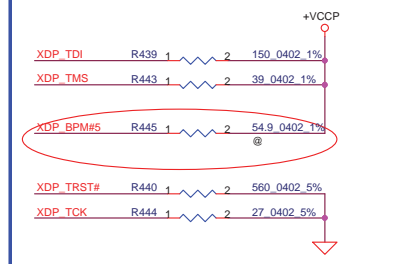 +VCCP
XDP_TDI R439 1 2 150_0402_1%
XDP_TMS R443 1 2 39_0402_1%
XDP_BPM#5 R445 1 2 54.9_0402_1%
@
XDP_TRST# R440 1 2 560_0402_5%
XDP_TCK R444 1 2 27_0402_5%